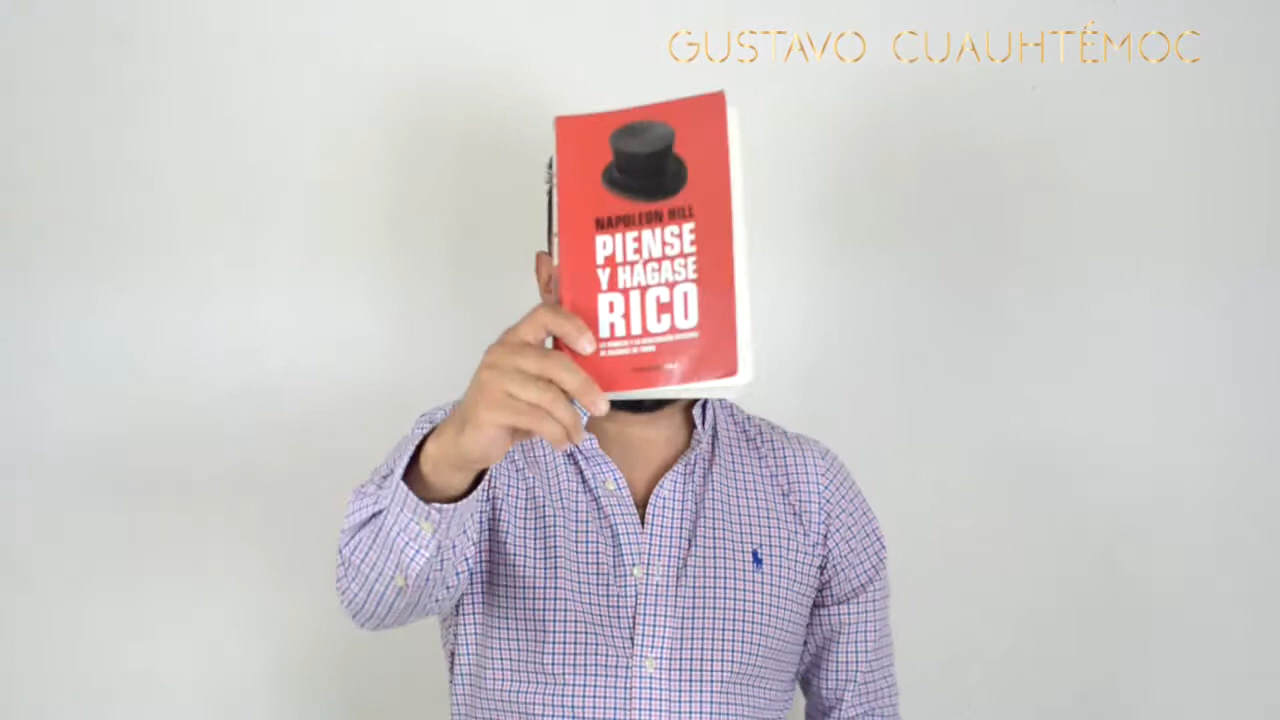 GUSTAVO CUAUHTÉMOC
NAPOLEON HILL
PIENSE
Y HÁGASE
RICO